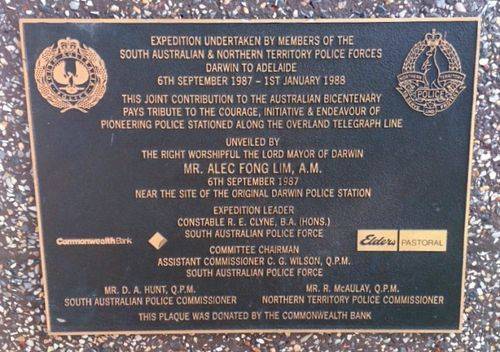 EXPEDITION UNDERTAKEN BY MEMBERS OF THE
SOUTH AUSTRALIAN & NORTHERN TERRITORY POLICE FORCES
DARWIN TO ADELAIDE
6TH SEPTEMBER 1987 - 1ST JANUARY 1988
THIS JOINT CONTRIBUTION TO THE AUSTRALIAN BICENTENARY
PAYS TRIBUTE TO THE COURAGE, INITIATIVE & ENDEAVOUR OF
PIONEERING POLICE STATIONED ALONG THE OVERLAND TELEGRAPH LINE
UNVEILED BY
THE RIGHT WORSHIPFUL THE LORD MAYOR OF DARWIN
MR. ALEC FONG LIM, A.M.
6TH SEPTEMBER 1987
NEAR THE SITE OF THE ORIGINAL DARWIN POLICE STATION
EXPEDITION LEADER
CONSTABLE R. E. CLYNE, B.A. (HONS.)
SOUTH AUSTRALIAN POLICE FORCE
COMMITTEE CHAIRMAN
ASSISTANT COMMISSIONER C. G. WILSON, Q.P.M.
SOUTH AUSTRALIAN POLICE FORCE
CommonwealthBank
Elders PASTORAL
MR. D. A. HUNT, Q.P.M.
SOUTH AUSTRALIAN POLICE COMMISSIONER
MR. R. McAULAY, Q.P.M.
NORTHERN TERRITORY POLICE COMMISSIONER
THIS PLAQUE WAS DONATED BY THE COMMONWEALTH BANK
POLICE